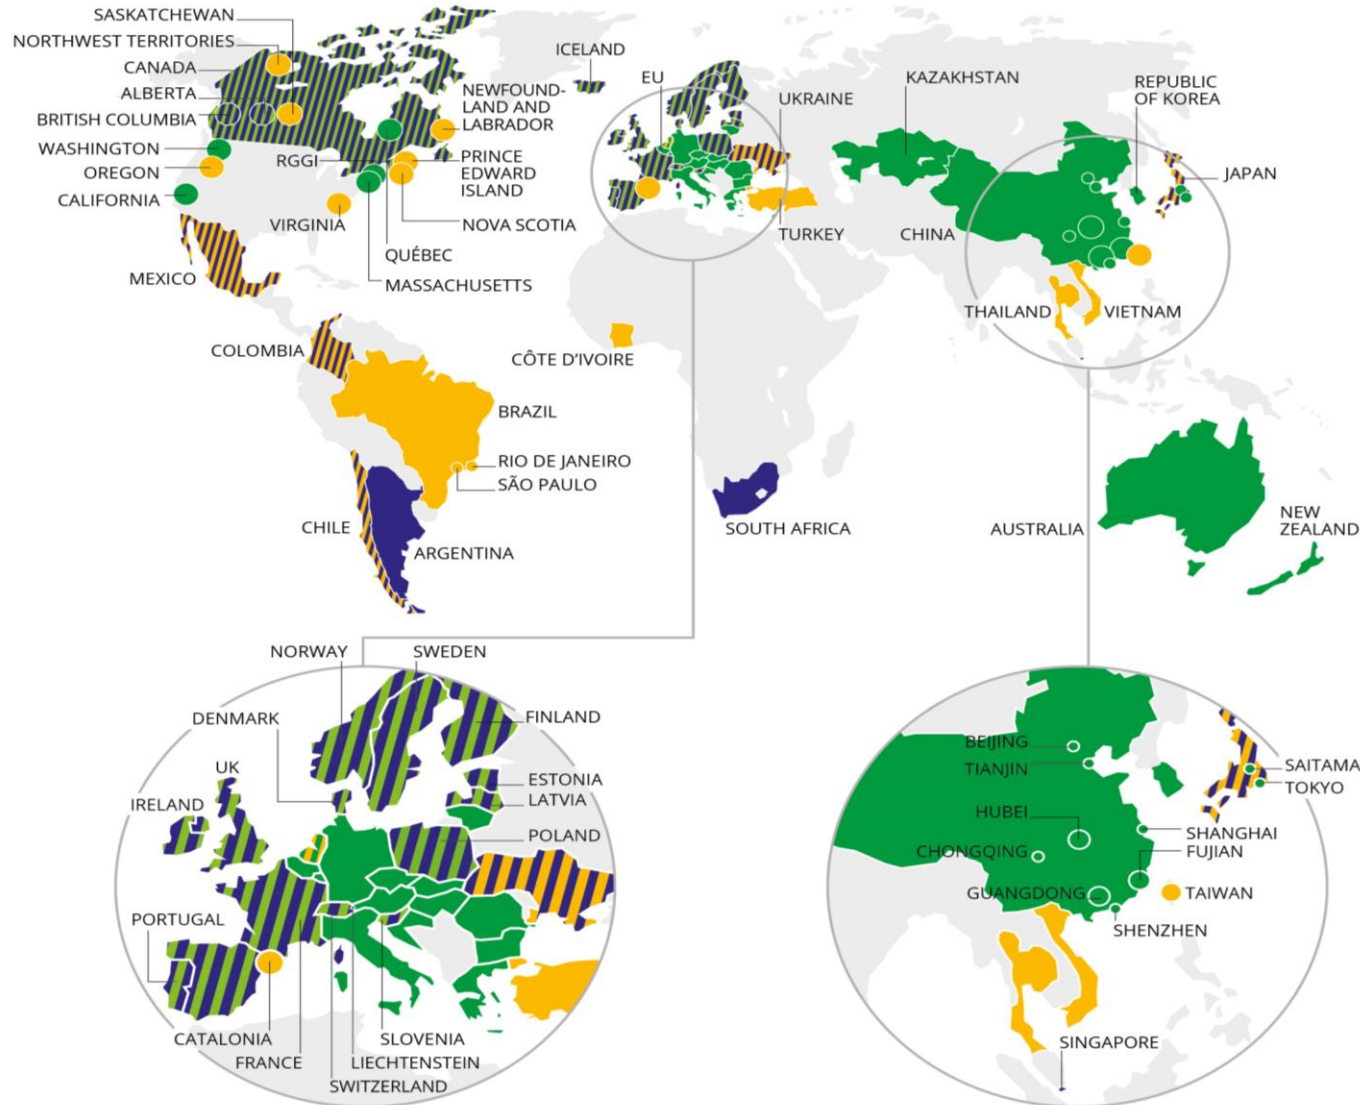 SASKATCHEWAN
NORTHWEST TERRITORIES
CANADA
ALBERTA
BRITISH COLUMBIA
WASHINGTON
OREGON
CALIFORNIA
MEXICO
RGGI
VIRGINIA
NEWFOUND-
LAND AND
LABRADOR
PRINCE
EDWARD
ISLAND
NOVA SCOTIA
QUÉBEC
MASSACHUSETTS
ICELAND
EU
UKRAINE
TURKEY
KAZAKHSTAN
REPUBLIC
OF KOREA
JAPAN
CHINA
THAILAND
VIETNAM
COLOMBIA
CÔTE D'IVOIRE
BRAZIL
RIO DE JANEIRO
SÃO PAULO
CHILE
ARGENTINA
SOUTH AFRICA
AUSTRALIA
NEW
ZEALAND
NORWAY
SWEDEN
DENMARK
FINLAND
UK
IRELAND
ESTONIA
LATVIA
POLAND
PORTUGAL
CATALONIA
FRANCE
SLOVENIA
LIECHTENSTEIN
SWITZERLAND
BEIJING
TIANJIN
HUBEI
CHONGQING
GUANGDONG
SAITAMA
TOKYO
SHANGHAI
FUJIAN
TAIWAN
SHENZHEN
SINGAPORE